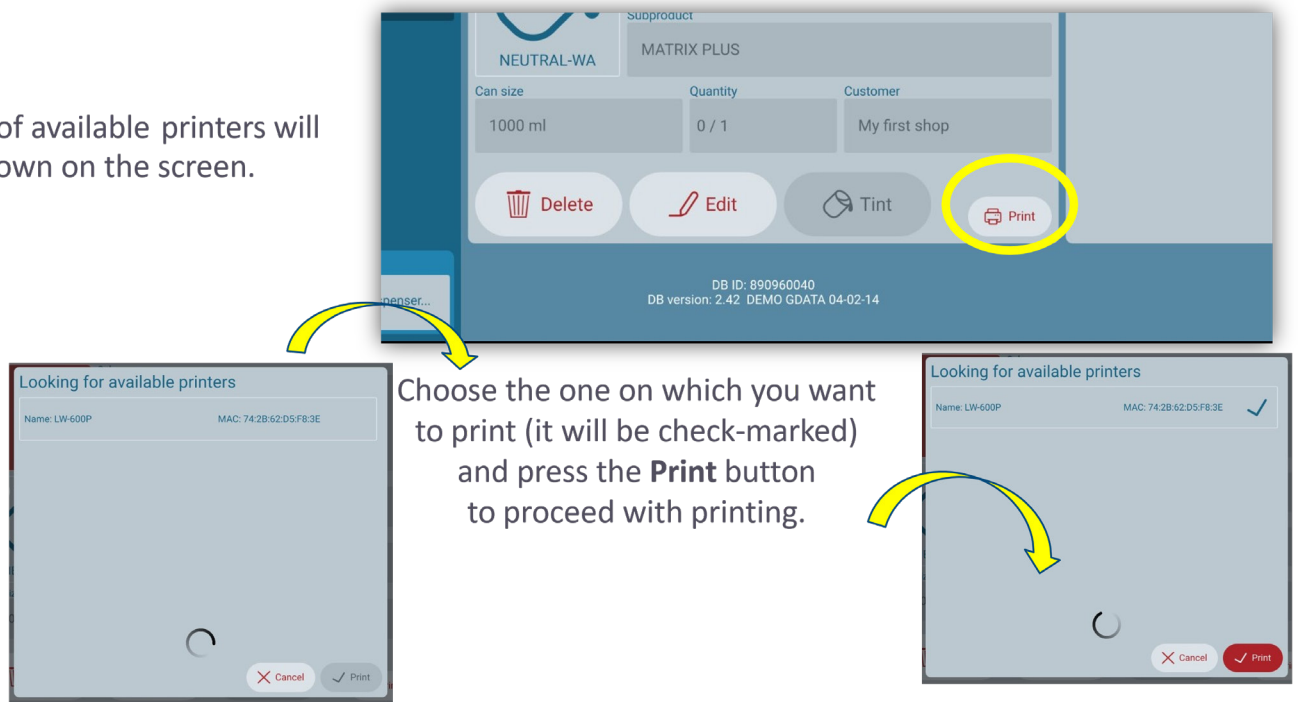 Subproduct
NEUTRAL-WA
MATRIX PLUS
Can size
Quantity
Customer
1000 ml
0 / 1
My first shop
of available printers will
own on the screen.
Delete
Edit
Tint
Print
DB ID: 890960040
DB version: 2.42 DEMO GDATA 04-02-14
penser...
Looking for available printers
Name: LW-600P
MAC: 74:2B:62:D5:F8:3E
Cancel
Print
Choose the one on which you want
to print (it will be check-marked)
and press the Print button
to proceed with printing.
Looking for available printers
Name: LW-600P
MAC: 74:2B:62:D5:F8:3E
Cancel
Print